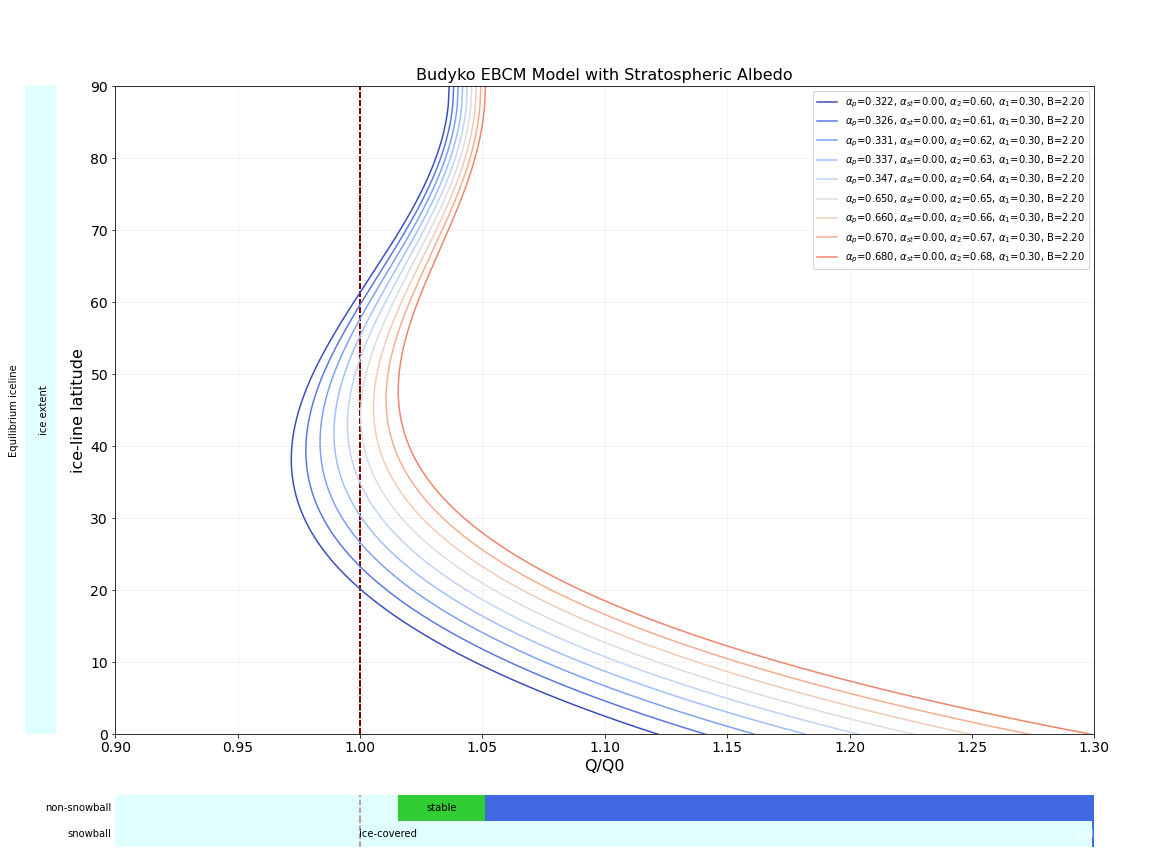 Budyko EBCM Model with Stratospheric Albedo
αp=0.322, αst=0.00, α2=0.60, α1=0.30, B=2.20
αp=0.326, αst=0.00, α2=0.61, α1=0.30, B=2.20
αp=0.331, αst=0.00, α2=0.62, α1=0.30, B=2.20
αp=0.337, αst=0.00, α2=0.63, α1=0.30, B=2.20
αp=0.347, αst=0.00, α2=0.64, α1=0.30, B=2.20
αp=0.650, αst=0.00, α2=0.65, α1=0.30, B=2.20
αp=0.660, αst=0.00, α2=0.66, α1=0.30, B=2.20
αp=0.670, αst=0.00, α2=0.67, α1=0.30, B=2.20
αp=0.680, αst=0.00, α2=0.68, α1=0.30, B=2.20
Equilibrium iceline
ice extent
ice-line latitude
90
80
70
60
50
40
30
20
10
0
0.90 0.95 1.00 1.05 1.10 1.15 1.20 1.25 1.30
Q/Q0
non-snowball
stable
snowball
ice-covered